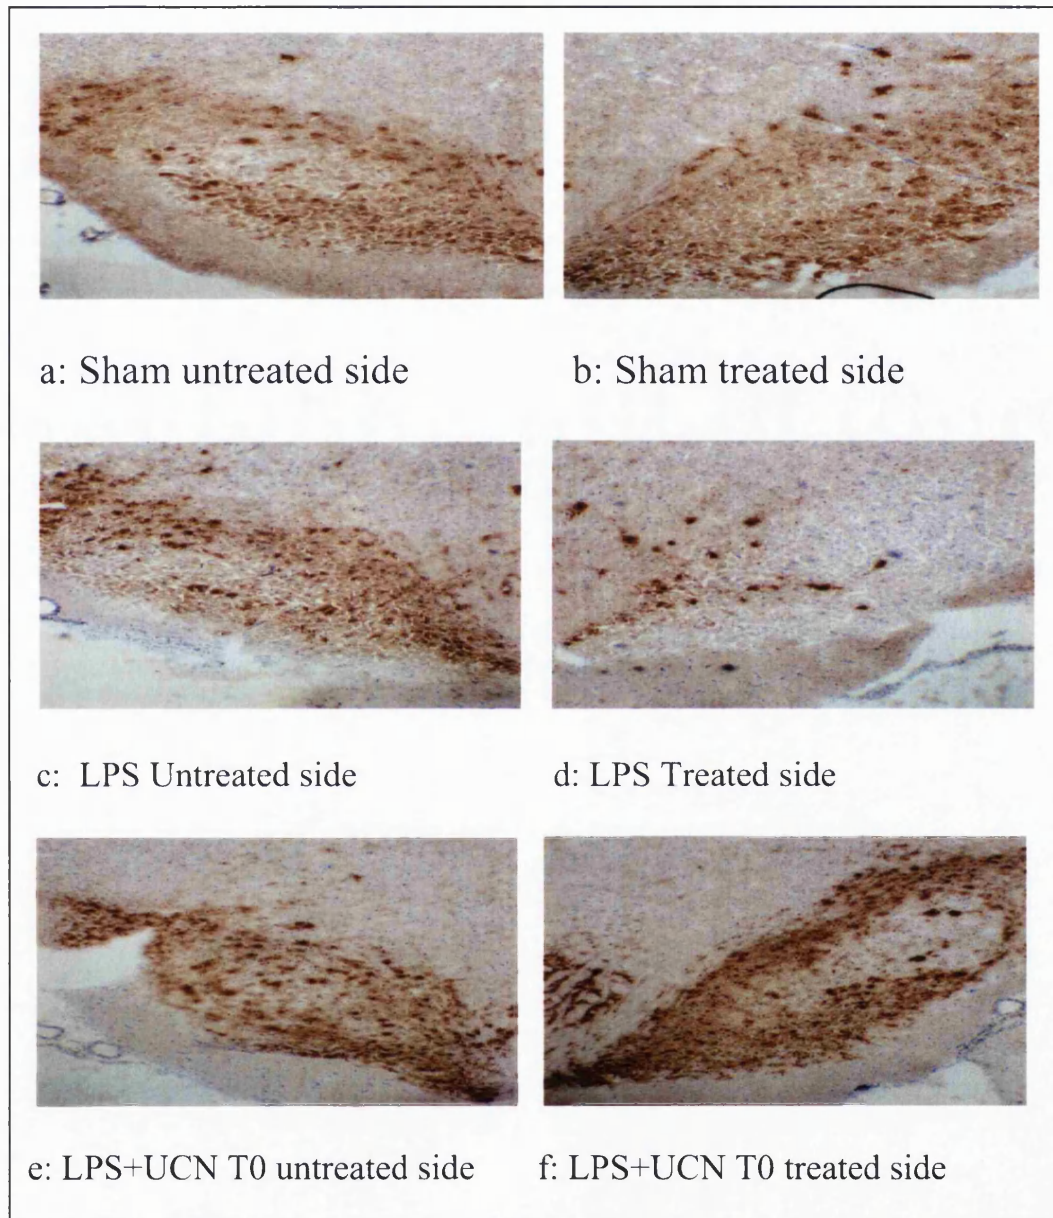 a: Sham untreated side
b: Sham treated side
c: LPS Untreated side
d: LPS Treated side
e: LPS+UCN T0 untreated side
f: LPS+UCN T0 treated side